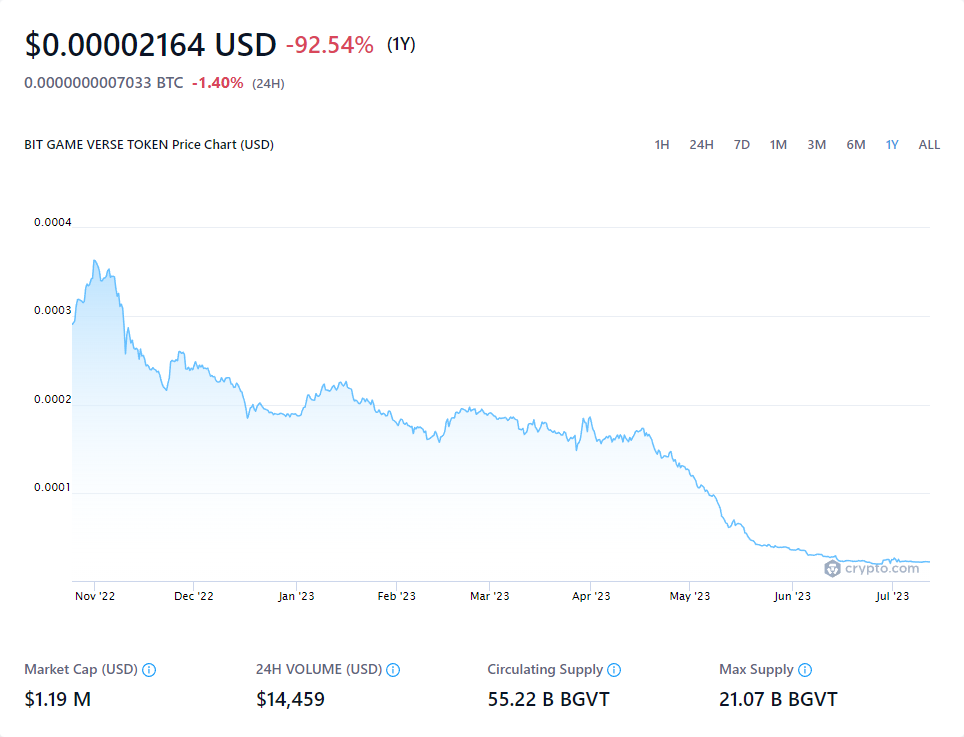 $0.00002164 USD -92.54% (1Y)
0.0000000007033 BTC -1.40% (24H)
BIT GAME VERSE TOKEN Price Chart (USD) 1H 24H 7D 1M 3M 6M 1Y ALL
0.0004
0.0003
0.0002
0.0001
crypto.com
Nov '22 Dec '22 Jan '23 Feb '23 Mar '23 Apr '23 May '23 Jun '23 Jul '23
Market Cap (USD) 24H VOLUME (USD) Circulating Supply Max Supply
$1.19 M $14,459 55.22 B BGVT 21.07 B BGVT